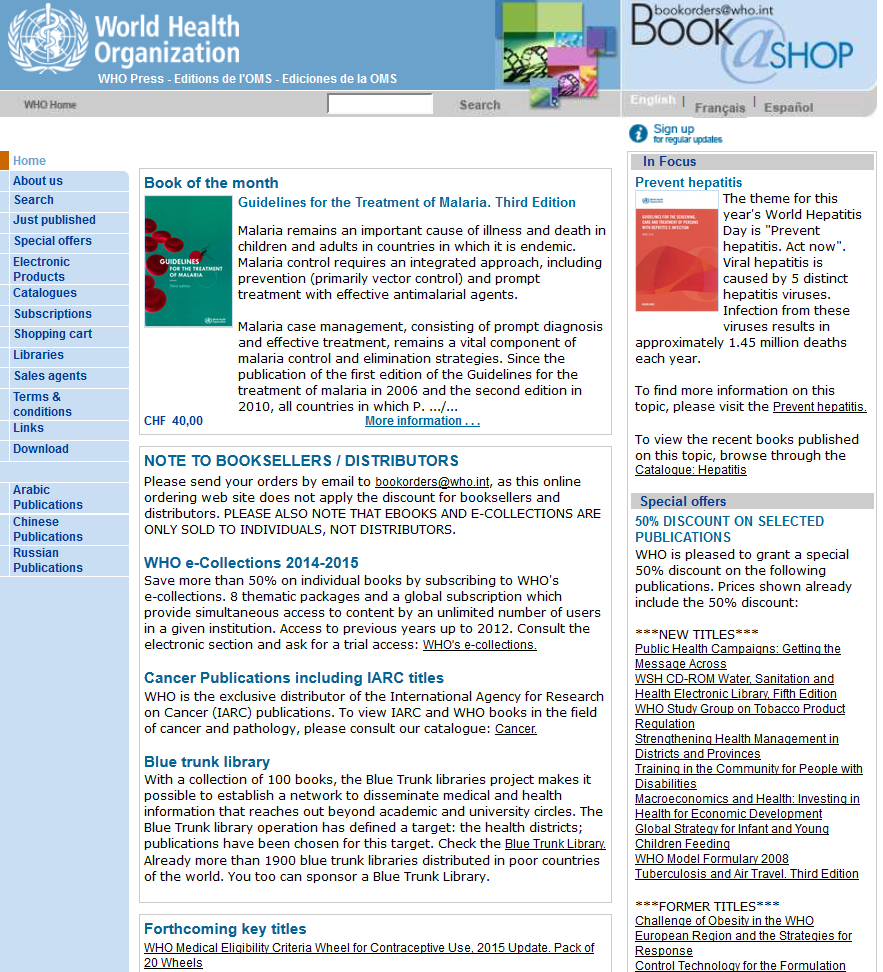 World Health
Organization
WHO Press - Editions de l'OMS - Ediciones de la OMS
bookorders@who.int
Book
@SHOP
WHO Home
Search
English | Français | Español
Sign up
for regular updates
Home
About us
Search
Just published
Special offers
Electronic
Products
Catalogues
Subscriptions
Shopping cart
Libraries
Sales agents
Terms &
conditions
Links
Download
Arabic
Publications
Chinese
Publications
Russian
Publications
Book of the month
Guidelines for the Treatment of Malaria. Third Edition
GUIDELINES
FOR THE TREATMENT
OF MALARIA
Malaria remains an important cause of illness and death in
children and adults in countries in which it is endemic.
Malaria control requires an integrated approach, including
prevention (primarily vector control) and prompt
treatment with effective antimalarial agents.
Malaria case management, consisting of prompt diagnosis
and effective treatment, remains a vital component of
malaria control and elimination strategies. Since the
publication of the first edition of the Guidelines for the
treatment of malaria in 2006 and the second edition in
2010, all countries in which P. .../...
CHF 40,00
More information . . .
NOTE TO BOOKSELLERS / DISTRIBUTORS
Please send your orders by email to bookorders@who.int, as this online
ordering web site does not apply the discount for booksellers and
distributors. PLEASE ALSO NOTE THAT EBOOKS AND E-COLLECTIONS ARE
ONLY SOLD TO INDIVIDUALS, NOT DISTRIBUTORS.
WHO e-Collections 2014-2015
Save more than 50% on individual books by subscribing to WHO's
e-collections. 8 thematic packages and a global subscription which
provide simultaneous access to content by an unlimited number of users
in a given institution. Access to previous years up to 2012. Consult the
electronic section and ask for a trial access: WHO's e-collections.
Cancer Publications including IARC titles
WHO is the exclusive distributor of the International Agency for Research
on Cancer (IARC) publications. To view IARC and WHO books in the field
of cancer and pathology, please consult our catalogue: Cancer.
Blue trunk library
With a collection of 100 books, the Blue Trunk libraries project makes it
possible to establish a network to disseminate medical and health
information that reaches out beyond academic and university circles. The
Blue Trunk library operation has defined a target: the health districts;
publications have been chosen for this target. Check the Blue Trunk Library.
Already more than 1900 blue trunk libraries distributed in poor countries
of the world. You too can sponsor a Blue Trunk Library.
Forthcoming key titles
WHO Medical Eligibility Criteria Wheel for Contraceptive Use, 2015 Update. Pack of
20 Wheels
In Focus
Prevent hepatitis
GUIDELINES FOR THE SCREENING,
CARE AND TREATMENT OF PERSONS
WITH HEPATITIS C INFECTION
The theme for this
year's World Hepatitis
Day is "Prevent
hepatitis. Act now".
Viral hepatitis is
caused by 5 distinct
hepatitis viruses.
Infection from these
viruses results in
approximately 1.45 million deaths
each year.
To find more information on this
topic, please visit the Prevent hepatitis.
To view the recent books published
on this topic, browse through the
Catalogue: Hepatitis
Special offers
50% DISCOUNT ON SELECTED
PUBLICATIONS
WHO is pleased to grant a special
50% discount on the following
publications. Prices shown already
include the 50% discount:
***NEW TITLES***
Public Health Campaigns: Getting the
Message Across
WSH CD-ROM Water, Sanitation and
Health Electronic Library, Fifth Edition
WHO Study Group on Tobacco Product
Regulation
Strengthening Health Management in
Districts and Provinces
Training in the Community for People with
Disabilities
Macroeconomics and Health: Investing in
Health for Economic Development
Global Strategy for Infant and Young
Children Feeding
WHO Model Formulary 2008
Tuberculosis and Air Travel. Third Edition
***FORMER TITLES***
Challenge of Obesity in the WHO
European Region and the Strategies for
Response
Control Technology for the Formulation